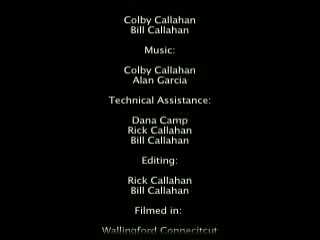 Colby Callahan
Bill Callahan
Music:
Colby Callahan
Alan Garcia
Technical Assistance:
Dana Camp
Rick Callahan
Bill Callahan
Editing:
Rick Callahan
Bill Callahan
Filmed in:
Wallingford Connecitcut